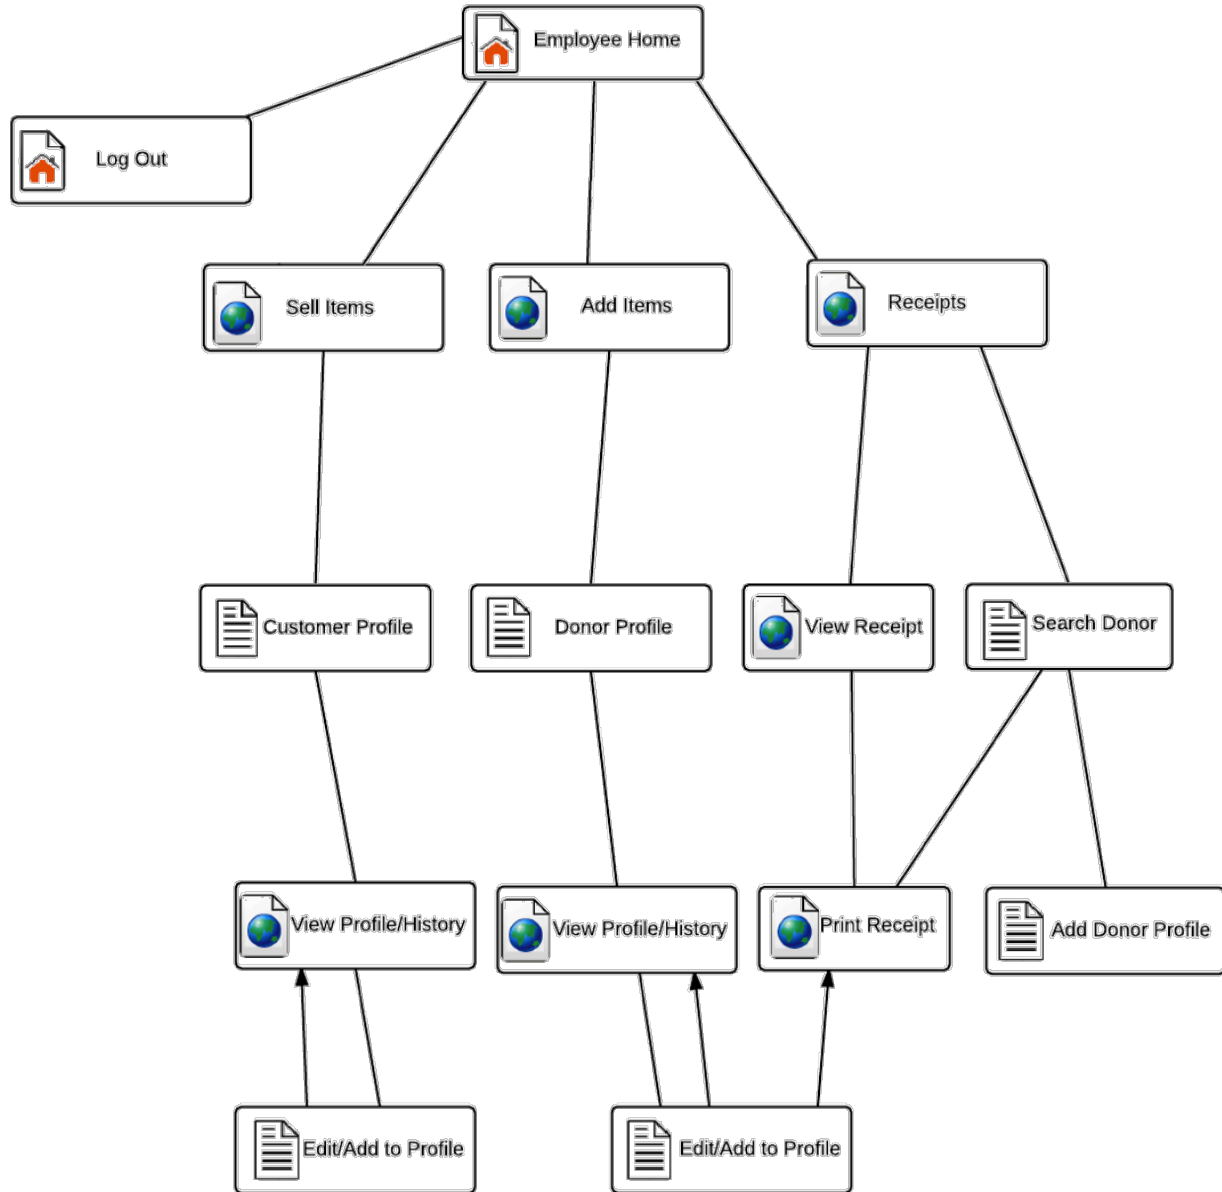 Employee Home
Log Out
Sell Items
Add Items
Receipts
Customer Profile
Donor Profile
View Receipt
Search Donor
View Profile/History
View Profile/History
Print Receipt
Add Donor Profile
Edit/Add to Profile
Edit/Add to Profile